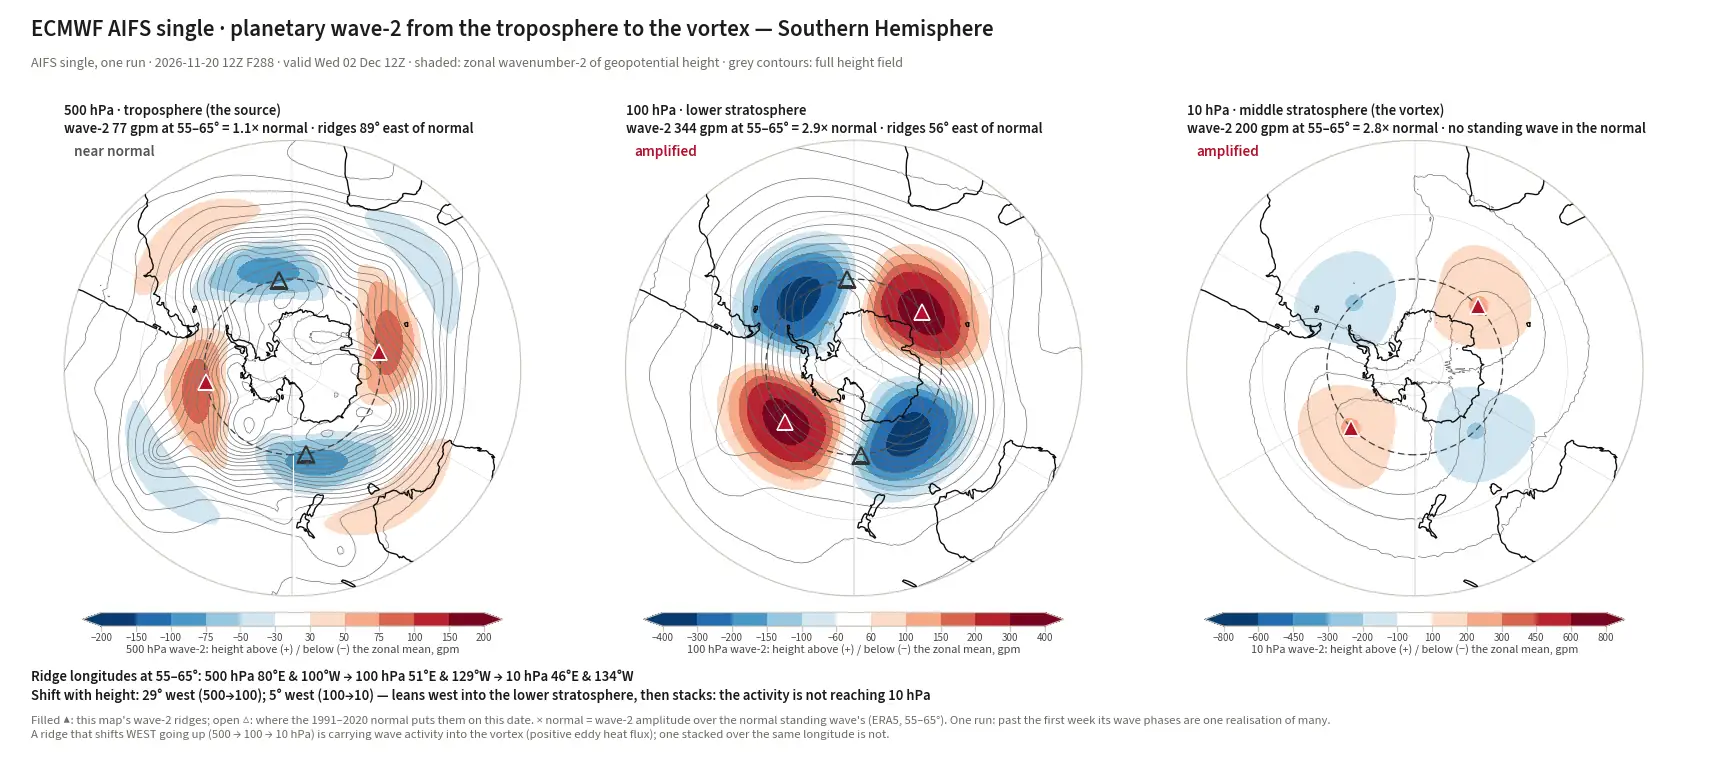 ECMWF AIFS single · planetary wave-2 from the troposphere to the vortex — Southern Hemisphere
AIFS single, one run · 2026-11-20 12Z F288 · valid Wed 02 Dec 12Z · shaded: zonal wavenumber-2 of geopotential height · grey contours: full height field
500 hPa · troposphere (the source)
wave-2 77 gpm at 55–65° = 1.1× normal · ridges 89° east of normal
near normal
100 hPa · lower stratosphere
wave-2 344 gpm at 55–65° = 2.9× normal · ridges 56° east of normal
amplified
10 hPa · middle stratosphere (the vortex)
wave-2 200 gpm at 55–65° = 2.8× normal · no standing wave in the normal
amplified
−200 −150 −100 −75 −50 −30 30 50 75 100 150 200
500 hPa wave-2: height above (+) / below (−) the zonal mean, gpm
−400 −300 −200 −150 −100 −60 60 100 150 200 300 400
100 hPa wave-2: height above (+) / below (−) the zonal mean, gpm
−800 −600 −450 −300 −200 −100 100 200 300 450 600 800
10 hPa wave-2: height above (+) / below (−) the zonal mean, gpm
Ridge longitudes at 55–65°: 500 hPa 80°E & 100°W → 100 hPa 51°E & 129°W → 10 hPa 46°E & 134°W
Shift with height: 29° west (500→100); 5° west (100→10) — leans west into the lower stratosphere, then stacks: the activity is not reaching 10 hPa
Filled ▲: this map's wave-2 ridges; open △: where the 1991–2020 normal puts them on this date. × normal = wave-2 amplitude over the normal standing wave's (ERA5, 55–65°). One run: past the first week its wave phases are one realisation of many.
A ridge that shifts WEST going up (500 → 100 → 10 hPa) is carrying wave activity into the vortex (positive eddy heat flux); one stacked over the same longitude is not.